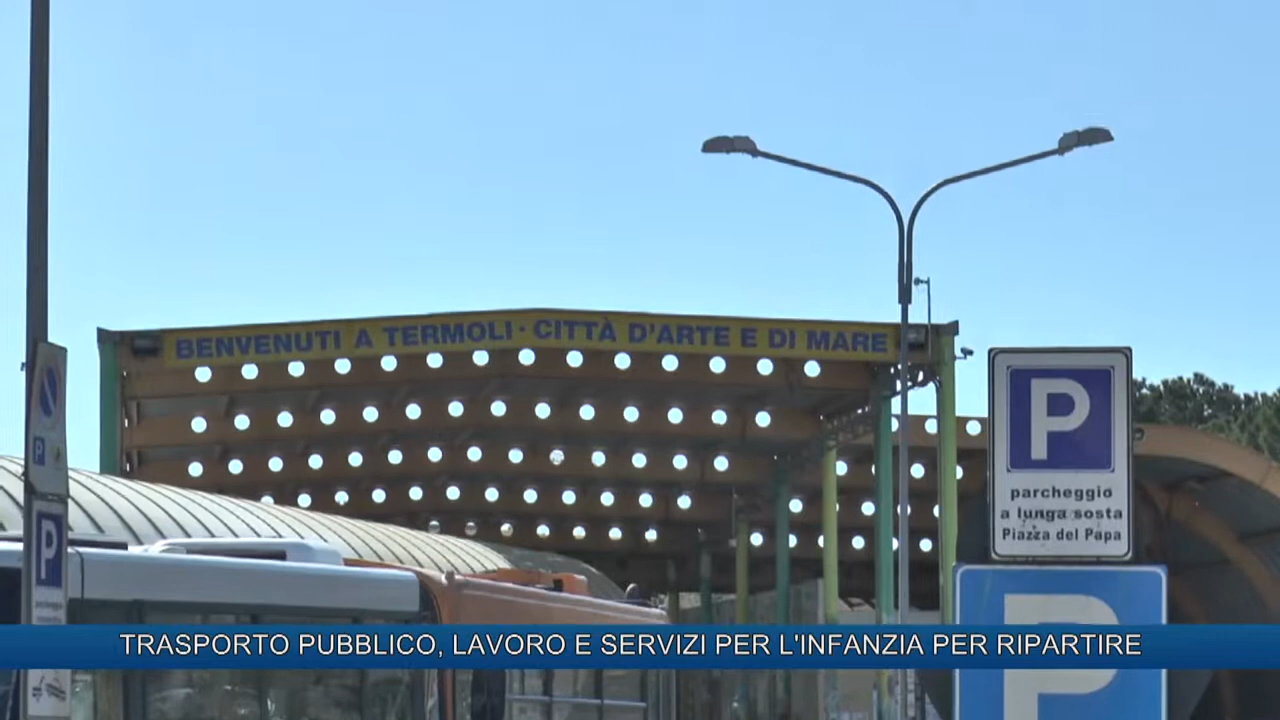 BENVENUTI A TERMOLI · CITTÀ D'ARTE E DI MARE
P
parcheggio
a lunga sosta
Piazza del Papa
P
P
P
TRASPORTO PUBBLICO, LAVORO E SERVIZI PER L'INFANZIA PER RIPARTIRE